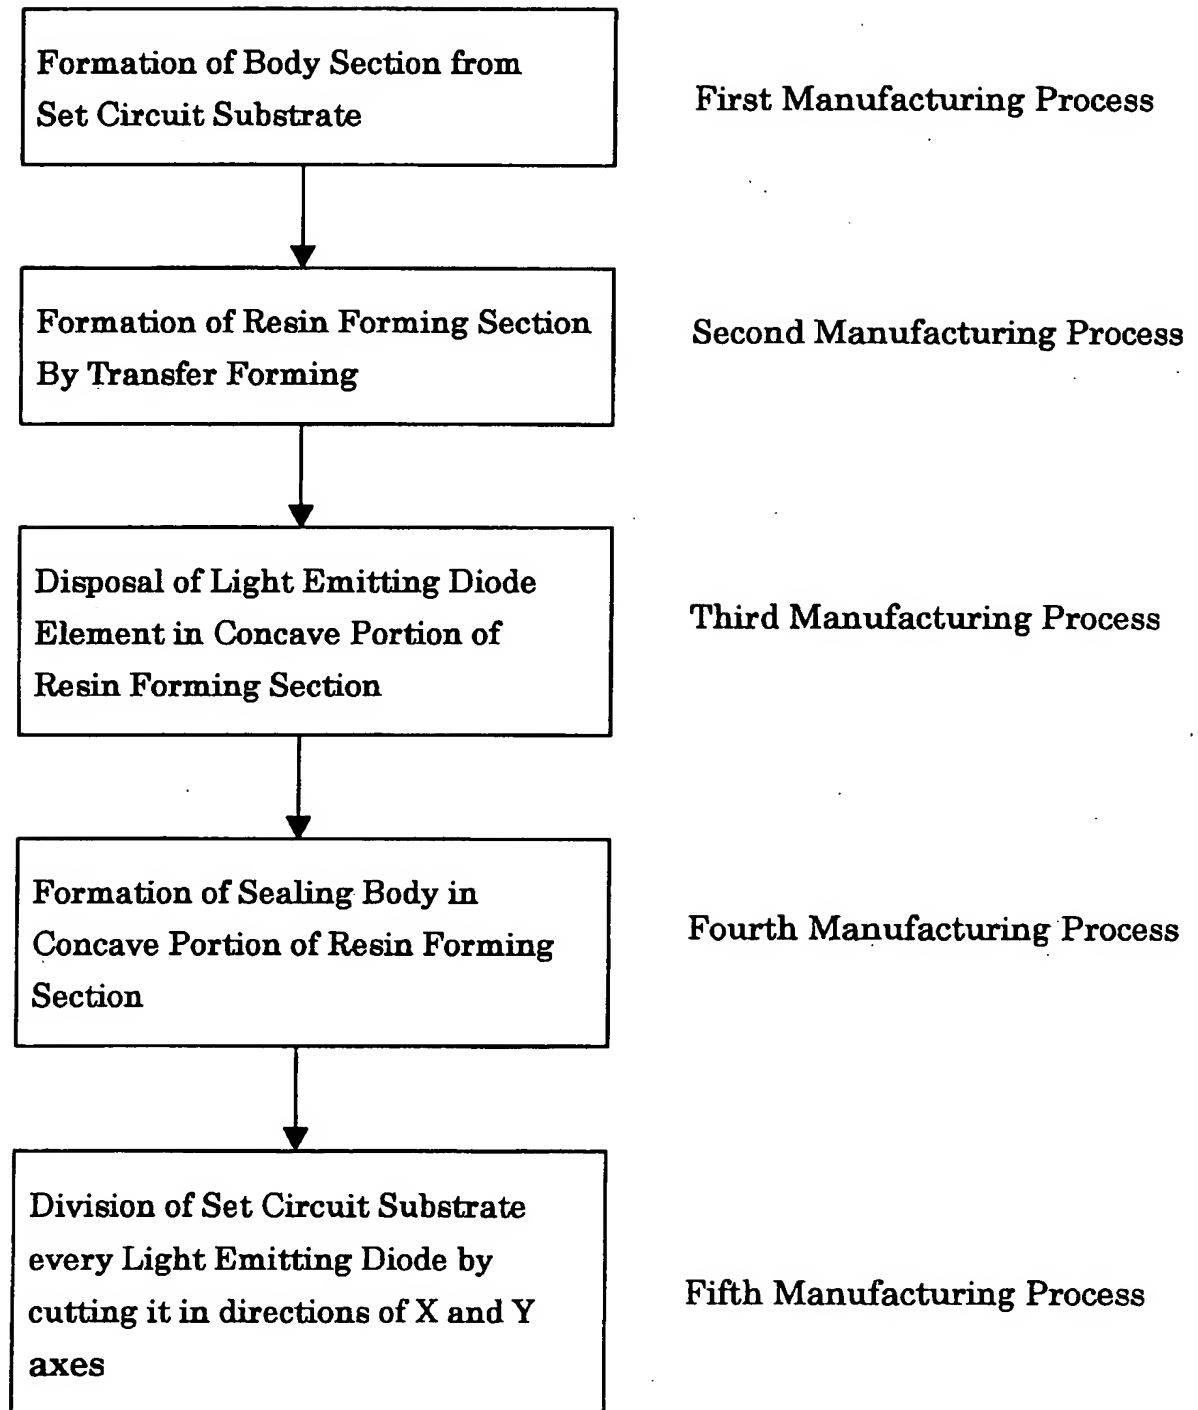 Formation of Body Section from
Set Circuit Substrate
First Manufacturing Process
Formation of Resin Forming Section
By Transfer Forming
Second Manufacturing Process
Disposal of Light Emitting Diode
Element in Concave Portion of
Resin Forming Section
Third Manufacturing Process
Formation of Sealing Body in
Concave Portion of Resin Forming
Section
Fourth Manufacturing Process
Division of Set Circuit Substrate
every Light Emitting Diode by
cutting it in directions of X and Y
axes
Fifth Manufacturing Process